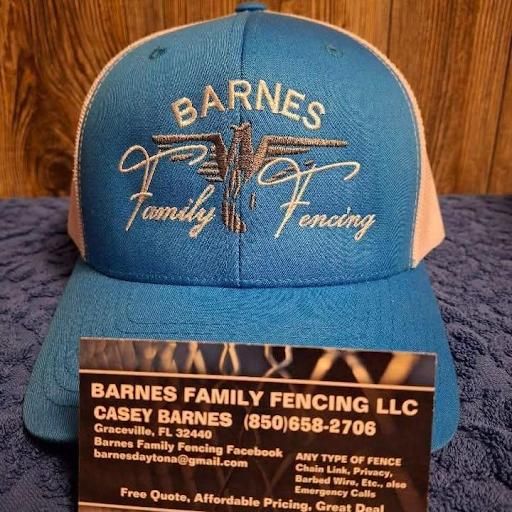 BARNES
Family Fencing
BARNES FAMILY FENCING LLC
CASEY BARNES (850)658-2706
Graceville, FL 32440
Barnes Family Fencing Facebook
barnesdaytona@gmail.com
ANY TYPE OF FENCE
Chain Link, Privacy,
Barbed Wire, Etc., also
Emergency Calls
Free Quote, Affordable Pricing, Great Deal